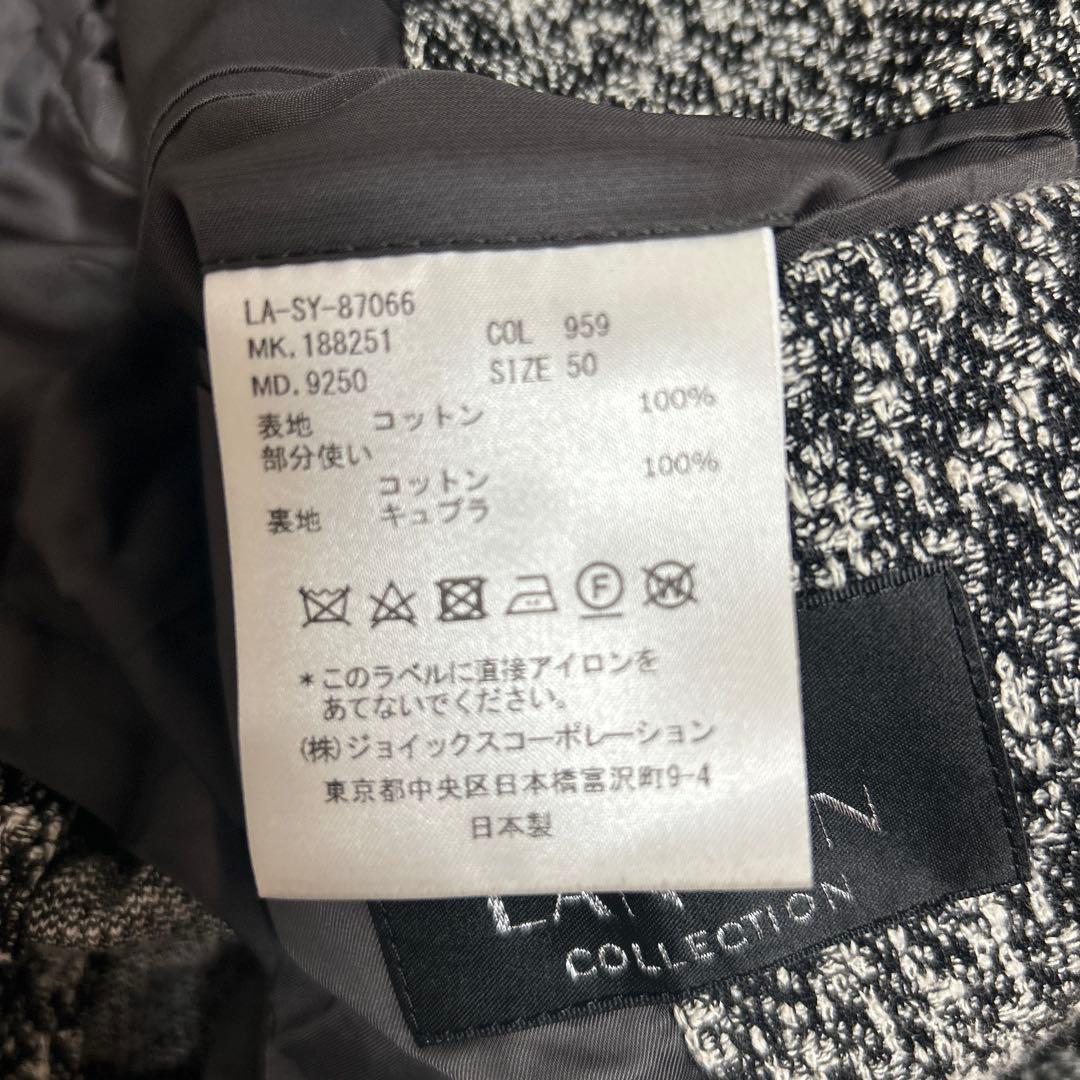 LA-SY-87066
MK.188251 COL 959
MD.9250 SIZE 50
表地 コットン 100%
部分使い
コットン 100%
裏地 キュプラ
F W
*このラベルに直接アイロンを
あてないでください。
(株)ジョイックスコーポレーション
東京都中央区日本橋富沢町9-4
日本製
COLLECTION